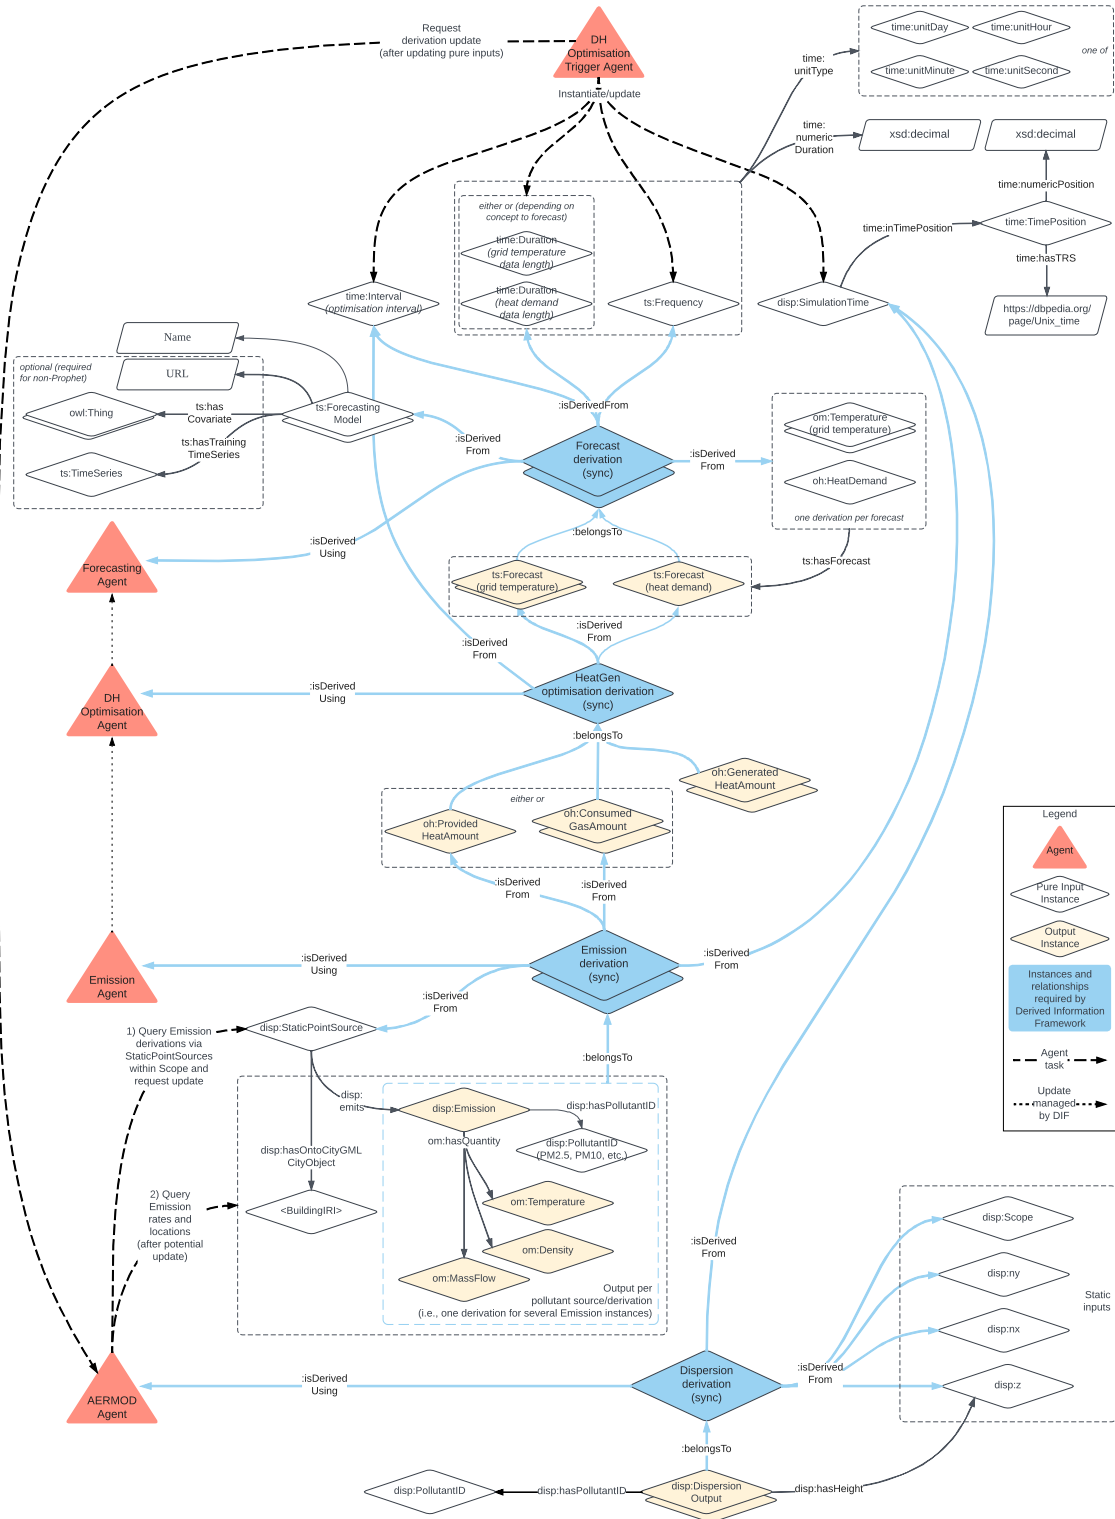 Request
derivation update
(after updating pure inputs)
DH
Optimisation
Trigger Agent
Instantiate/update
time:
unitType
time:unitDay
time:unitHour
one of
time:unitMinute
time:unitSecond
time:
numeric
Duration
xsd:decimal
xsd:decimal
time:numericPosition
time:TimePosition
time:inTimePosition
time:hasTRS
https://dbpedia.org/
page/Unix_time
either or (depending on
concept to forecast)
time:Duration
(grid temperature
data length)
time:Duration
(heat demand
data length)
time:Interval
(optimisation interval)
ts:Frequency
disp:SimulationTime
Name
URL
optional (required
for non-Prophet)
owl:Thing
ts:has
Covariate
ts:Forecasting
Model
ts:hasTraining
TimeSeries
ts:TimeSeries
:isDerivedFrom
:isDerived
From
Forecast
derivation
(sync)
:isDerived
From
om:Temperature
(grid temperature)
oh:HeatDemand
one derivation per forecast
:isDerived
Using
:belongsTo
ts:hasForecast
Forecasting
Agent
ts:Forecast
(grid temperature)
ts:Forecast
(heat demand)
:isDerived
From
:isDerived
From
DH
Optimisation
Agent
:isDerived
Using
HeatGen
optimisation derivation
(sync)
:belongsTo
oh:Generated
HeatAmount
either or
oh:Provided
HeatAmount
oh:Consumed
GasAmount
:isDerived
From
:isDerived
From
Emission
Agent
:isDerived
Using
Emission
derivation
(sync)
:isDerived
From
:isDerived
From
Legend
Agent
Pure Input
Instance
Output
Instance
Instances and
relationships
required by
Derived Information
Framework
Agent
task
Update
managed
by DIF
1) Query Emission
derivations via
StaticPointSources
within Scope and
request update
disp:StaticPointSource
:belongsTo
disp:
emits
disp:Emission
disp:hasPollutantID
om:hasQuantity
disp:PollutantID
(PM2.5, PM10, etc.)
disp:hasOntoCityGML
CityObject
<BuildingIRI>
om:Temperature
om:Density
om:MassFlow
2) Query
Emission
rates and
locations
(after potential
update)
Output per
pollutant source/derivation
(i.e., one derivation for several Emission instances)
:isDerived
From
disp:Scope
disp:ny
Static
inputs
disp:nx
disp:z
:isDerived
From
AERMOD
Agent
:isDerived
Using
Dispersion
derivation
(sync)
:belongsTo
disp:PollutantID
disp:hasPollutantID
disp:Dispersion
Output
disp:hasHeight